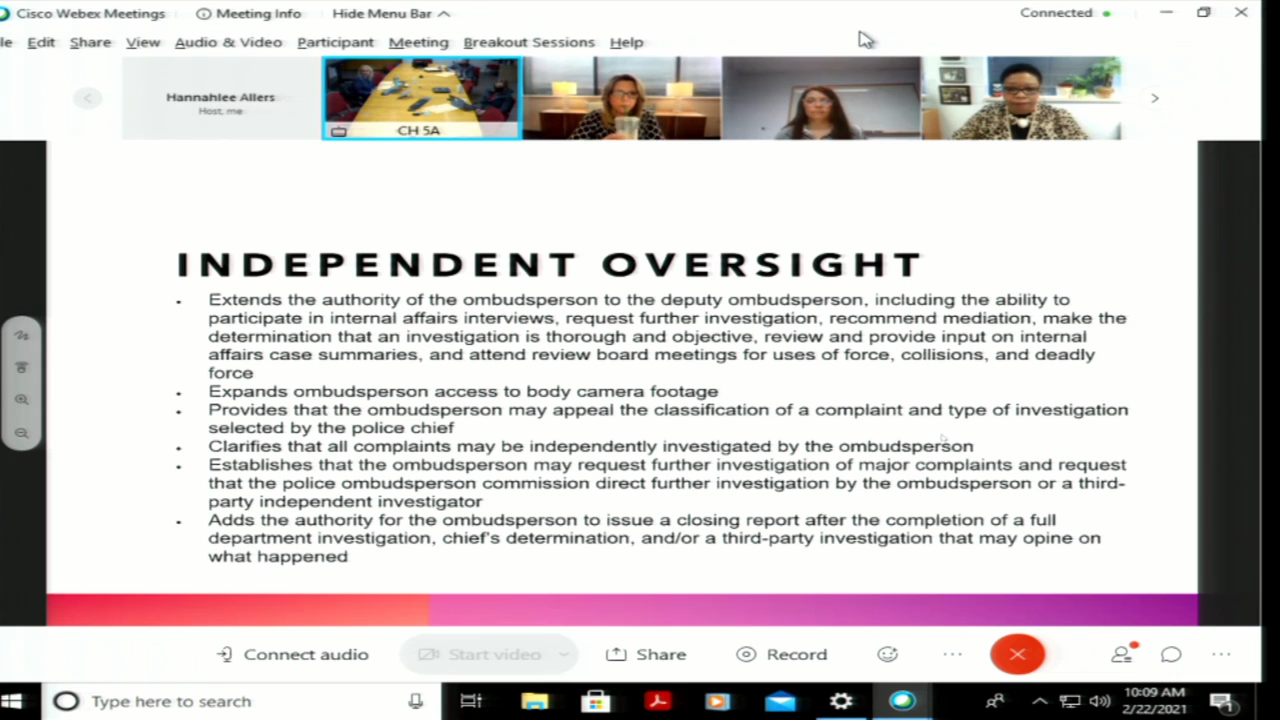 Cisco Webex Meetings
Meeting Info
Hide Menu Bar
Connected
le Edit Share View Audio & Video Participant Meeting Breakout Sessions Help
Hannahlee Allers
Host, me
CH 5A
INDEPENDENT OVERSIGHT
• Extends the authority of the ombudsperson to the deputy ombudsperson, including the ability to
participate in internal affairs interviews, request further investigation, recommend mediation, make the
determination that an investigation is thorough and objective, review and provide input on internal
affairs case summaries, and attend review board meetings for uses of force, collisions, and deadly
force
• Expands ombudsperson access to body camera footage
• Provides that the ombudsperson may appeal the classification of a complaint and type of investigation
selected by the police chief
• Clarifies that all complaints may be independently investigated by the ombudsperson
• Establishes that the ombudsperson may request further investigation of major complaints and request
that the police ombudsperson commission direct further investigation by the ombudsperson or a third-
party independent investigator
• Adds the authority for the ombudsperson to issue a closing report after the completion of a full
department investigation, chief's determination, and/or a third-party investigation that may opine on
what happened
Connect audio
Start video
Share
Record
Type here to search
10:09 AM
2/22/2021
1